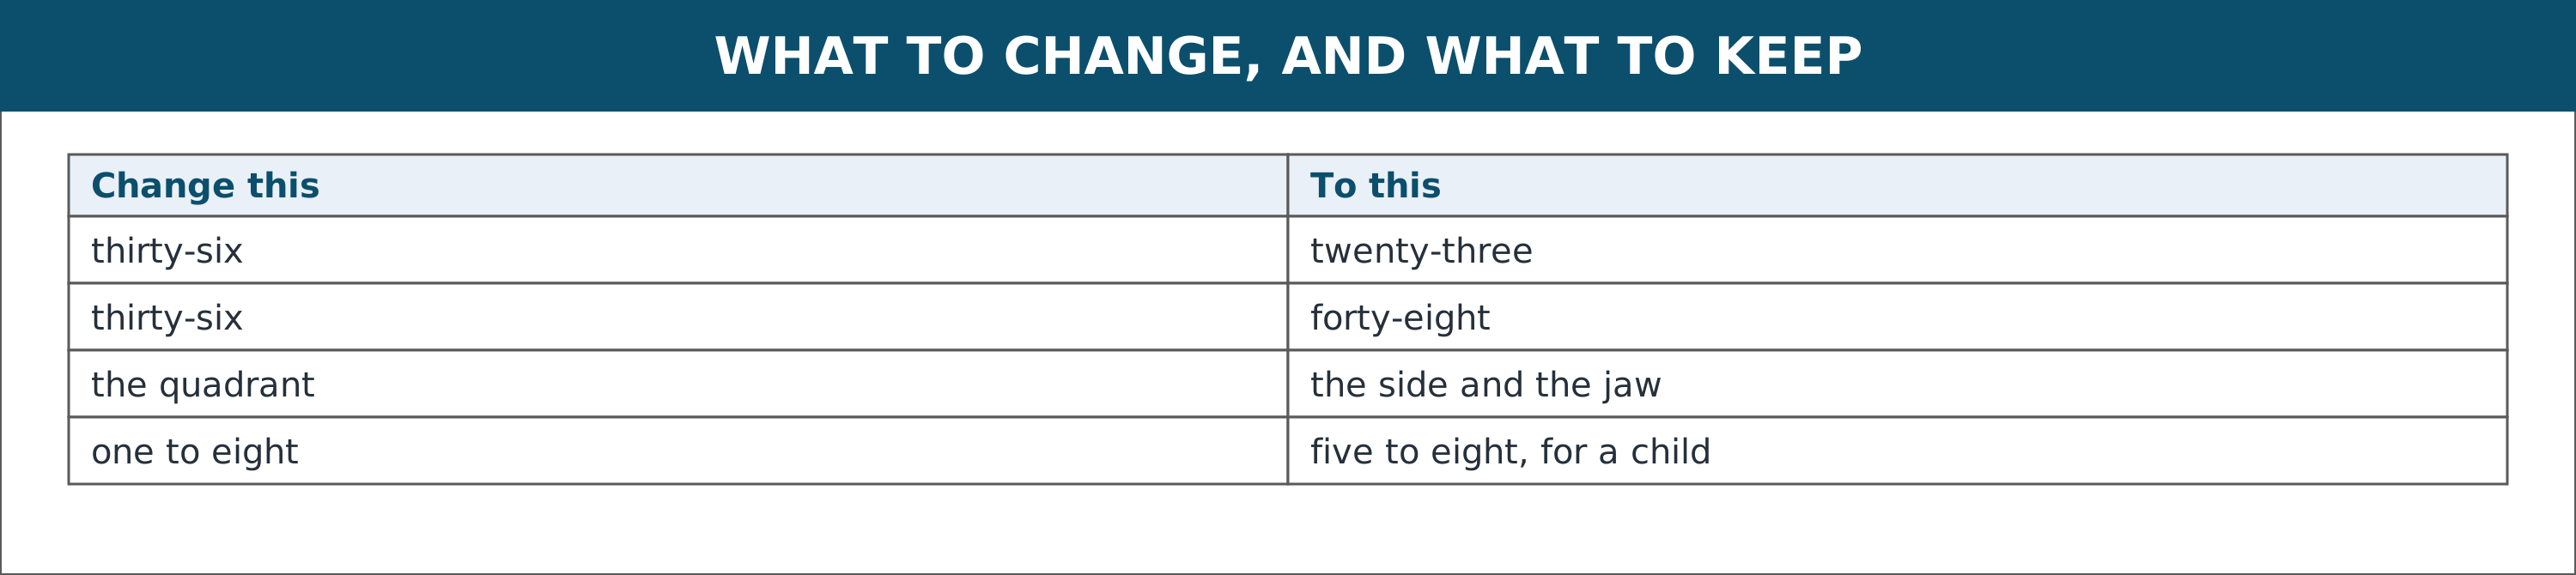 WHAT TO CHANGE, AND WHAT TO KEEP
Change this To this
thirty-six twenty-three
thirty-six forty-eight
the quadrant the side and the jaw
one to eight five to eight, for a child